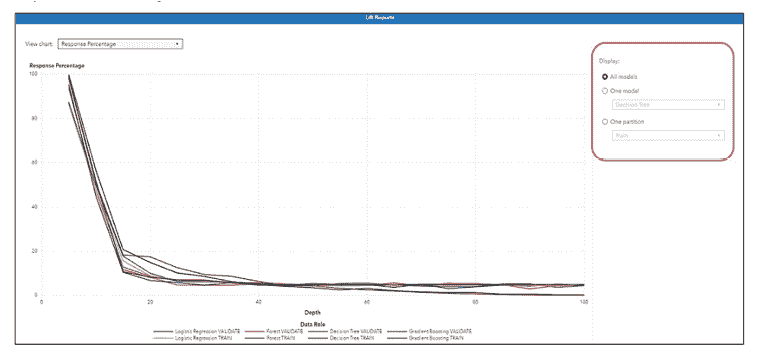 Lift Reports
View chart: Response Percentage
Display:
All models
One model
Decision Tree
One partition
Train
Response Percentage
100
80
60
40
20
0
0 20 40 60 80 100
Depth
Data Role
Logistic Regression VALIDATE Forest VALIDATE Decision Tree VALIDATE Gradient Boosting VALIDATE
Logistic Regression TRAIN Forest TRAIN Decision Tree TRAIN Gradient Boosting TRAIN